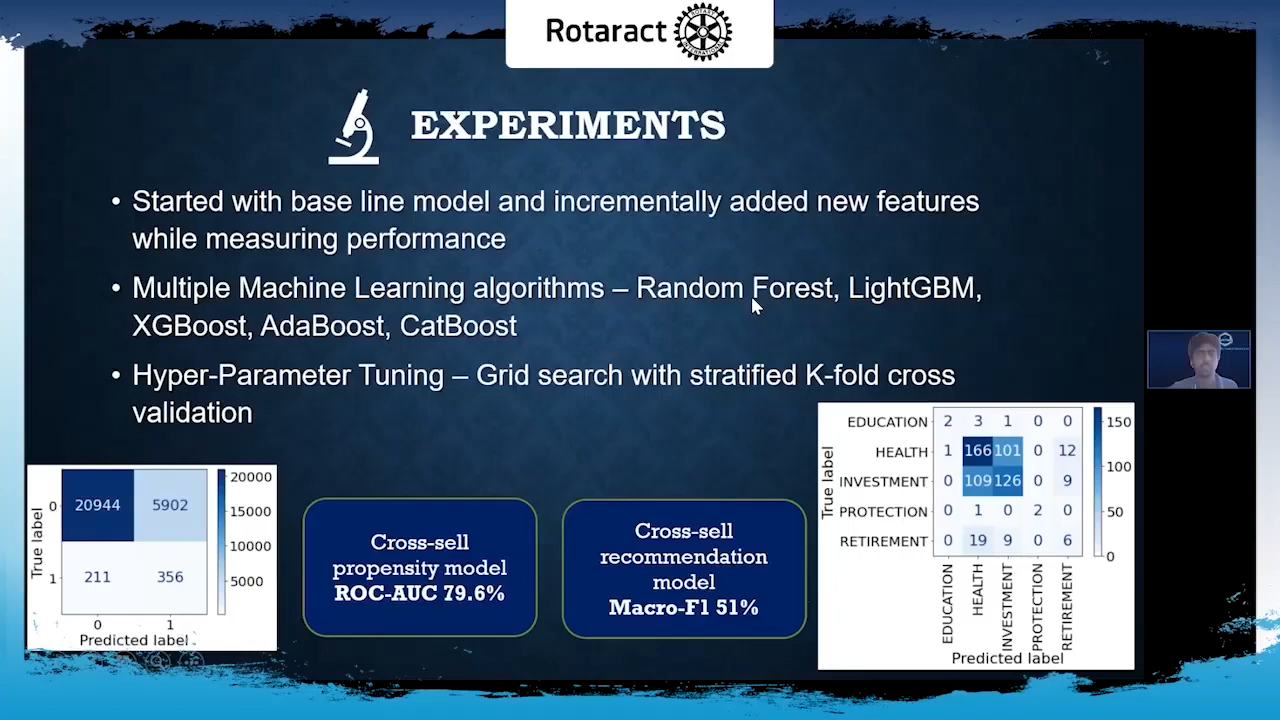 Rotaract
EXPERIMENTS
• Started with base line model and incrementally added new features
while measuring performance
• Multiple Machine Learning algorithms – Random Forest, LightGBM,
XGBoost, AdaBoost, CatBoost
• Hyper-Parameter Tuning – Grid search with stratified K-fold cross
validation
True label
0
20944 5902
1
211 356
0 1
Predicted label
20000
15000
10000
5000
Cross-sell
propensity model
ROC-AUC 79.6%
Cross-sell
recommendation
model
Macro-F1 51%
True label
EDUCATION 2 3 1 0 0
HEALTH 1 166 101 0 12
INVESTMENT 0 109 126 0 9
PROTECTION 0 1 0 2 0
RETIREMENT 0 19 9 0 6
EDUCATION
HEALTH
INVESTMENT
PROTECTION
RETIREMENT
Predicted label
150
100
50
0